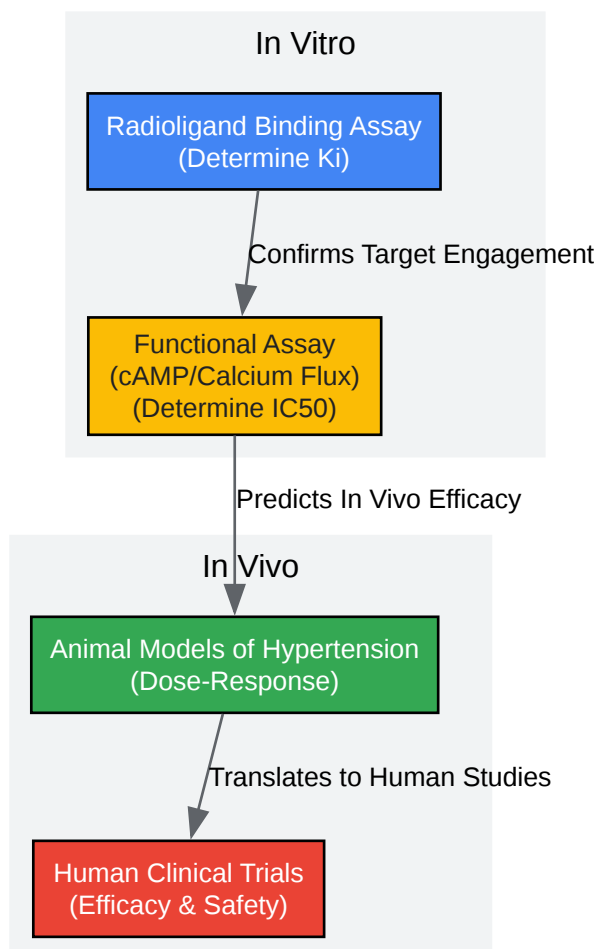 In Vitro
Radioligand Binding Assay
(Determine Ki)
Confirms Target Engagement
Functional Assay
(cAMP/Calcium Flux)
(Determine IC50)
Predicts In Vivo Efficacy
In Vivo
Animal Models of Hypertension
(Dose-Response)
Translates to Human Studies
Human Clinical Trials
(Efficacy & Safety)